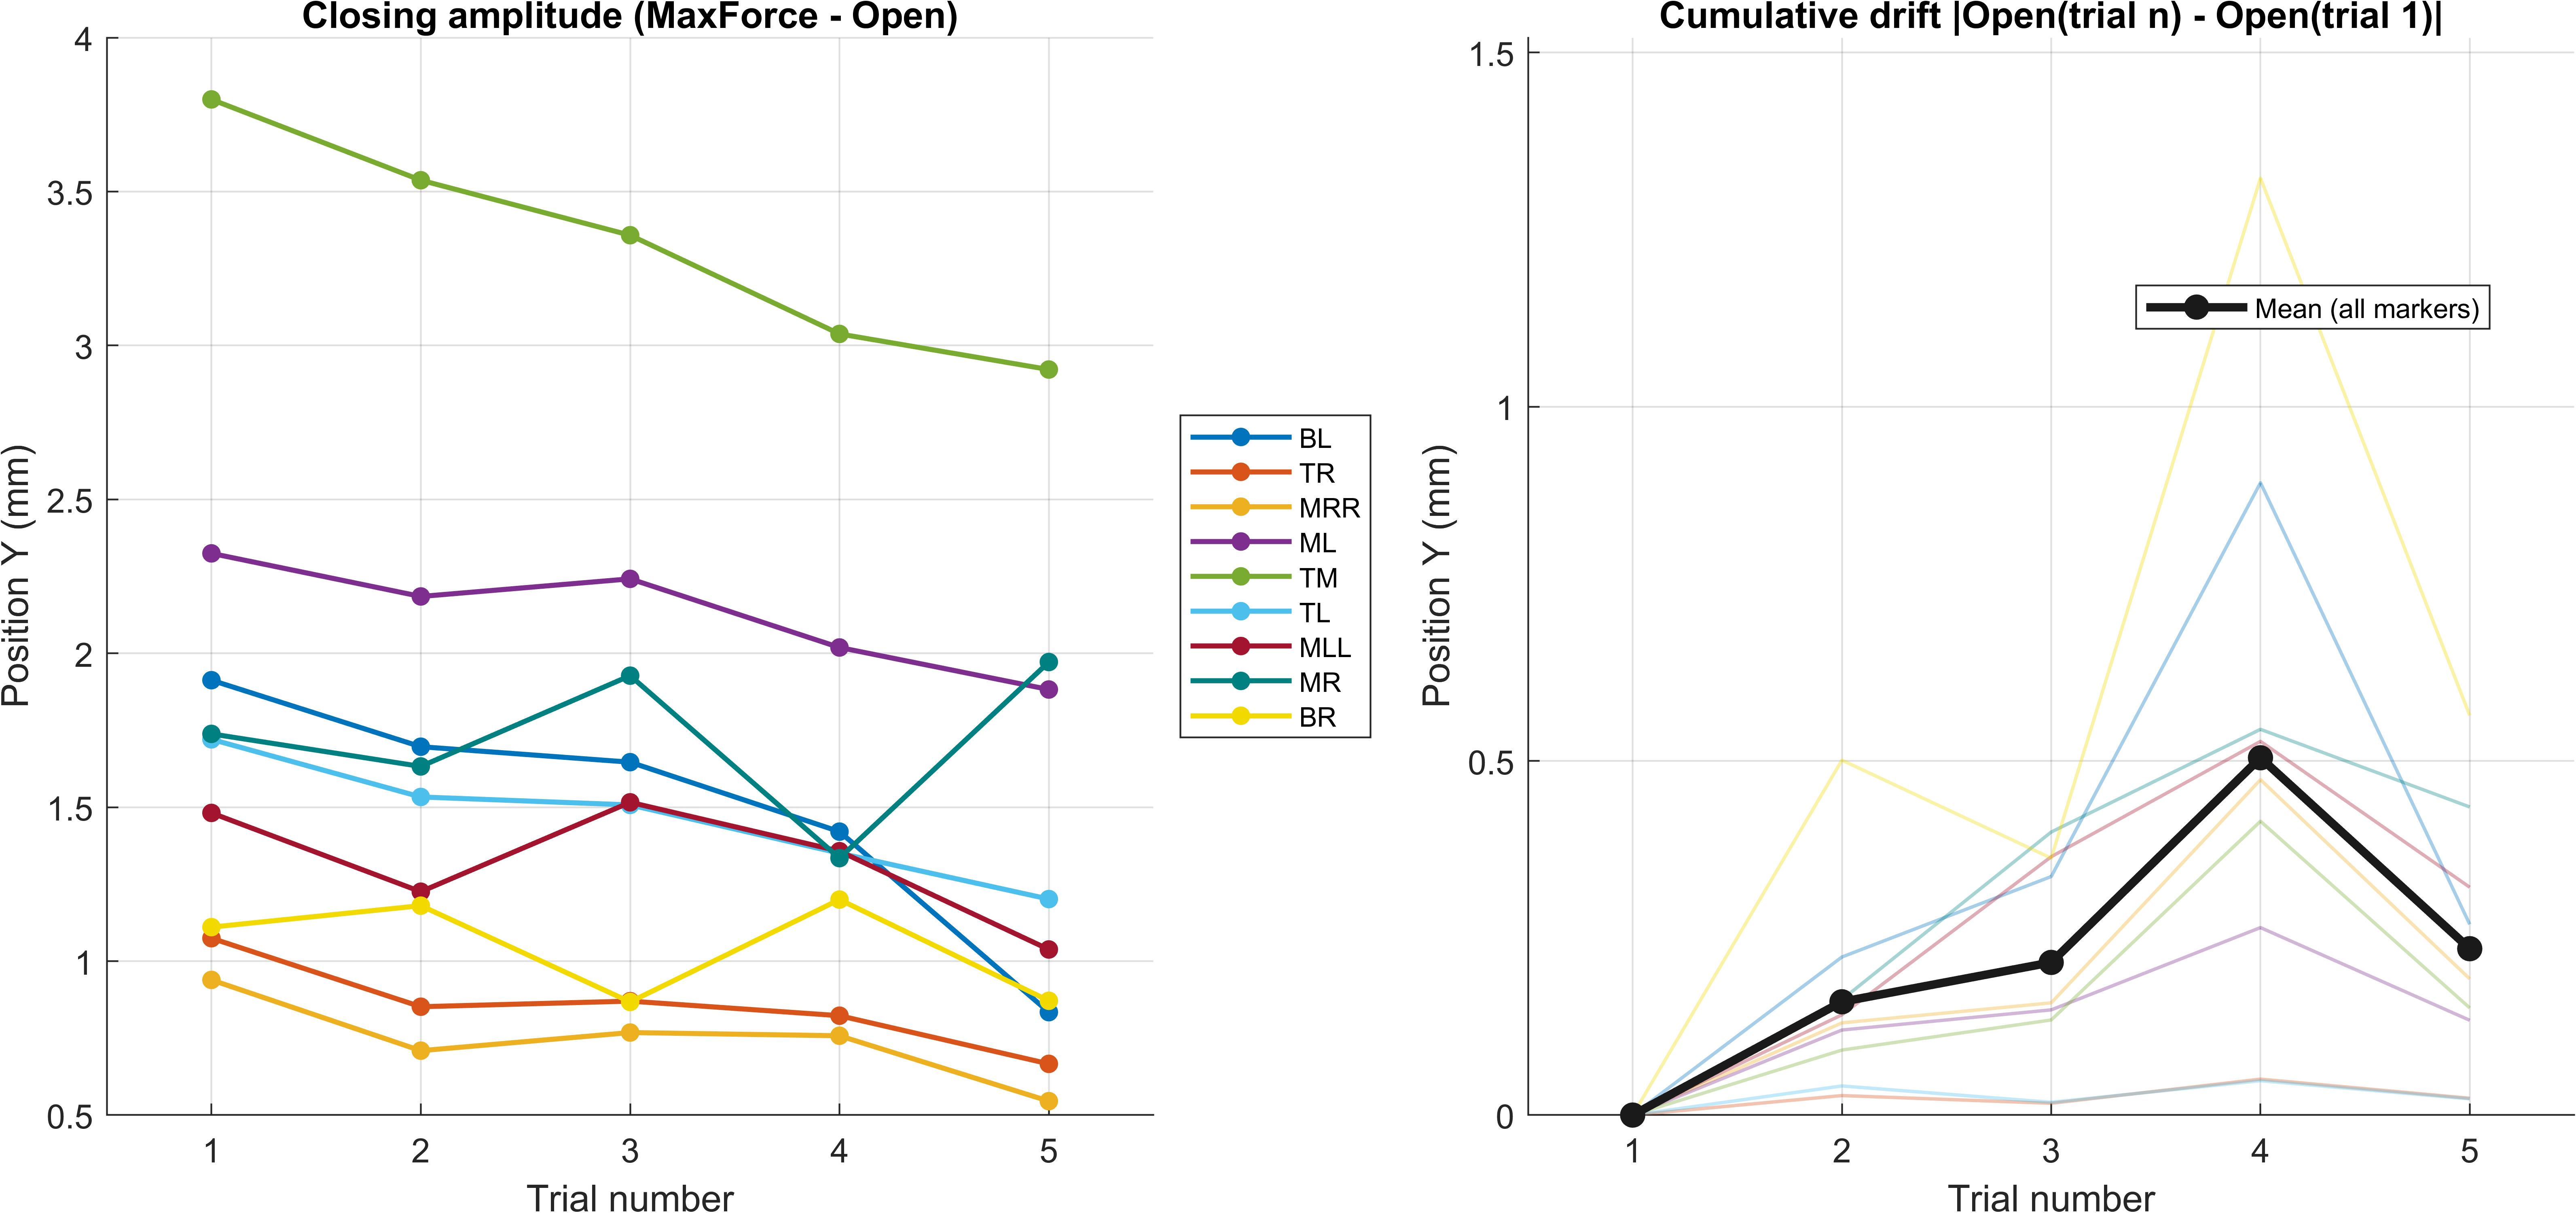 Closing amplitude (MaxForce - Open)
4
3.5
3
2.5
2
1.5
1
0.5
Position Y (mm)
1 2 3 4 5
Trial number
BL
TR
MRR
ML
TM
TL
MLL
MR
BR
Cumulative drift |Open(trial n) - Open(trial 1)|
1.5
1
0.5
0
Position Y (mm)
Mean (all markers)
1 2 3 4 5
Trial number